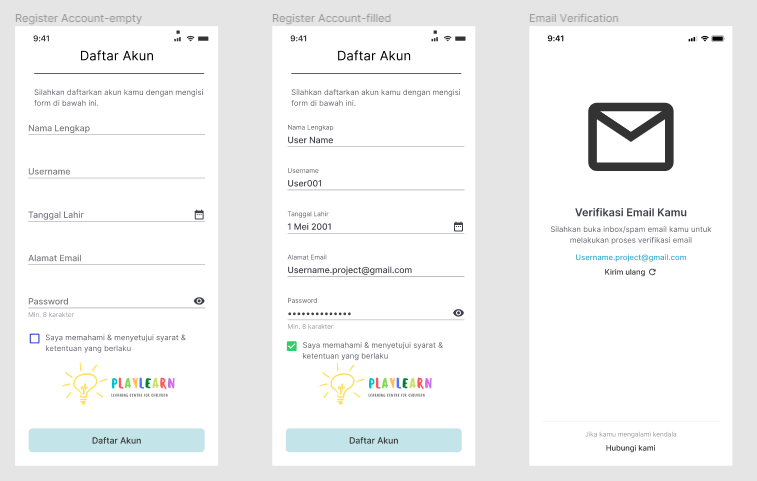 Register Account-empty
9:41
Daftar Akun
Silahkan daftarkan akun kamu dengan mengisi
form di bawah ini.
Nama Lengkap
Username
Tanggal Lahir
Alamat Email
Password
Min. 8 karakter
Saya memahami & menyetujui syarat &
ketentuan yang berlaku
PLAYLEARN
LEARNING CENTRE FOR CHILDREN
Daftar Akun
Register Account-filled
9:41
Daftar Akun
Silahkan daftarkan akun kamu dengan mengisi
form di bawah ini.
Nama Lengkap
User Name
Username
User001
Tanggal Lahir
1 Mei 2001
Alamat Email
Username.project@gmail.com
Password
••••••••••••••
Min. 8 karakter
Saya memahami & menyetujui syarat &
ketentuan yang berlaku
PLAYLEARN
LEARNING CENTRE FOR CHILDREN
Daftar Akun
Email Verification
9:41
Verifikasi Email Kamu
Silahkan buka inbox/spam email kamu untuk
melakukan proses verifikasi email
Username.project@gmail.com
Kirim ulang
Jika kamu mengalami kendala
Hubungi kami